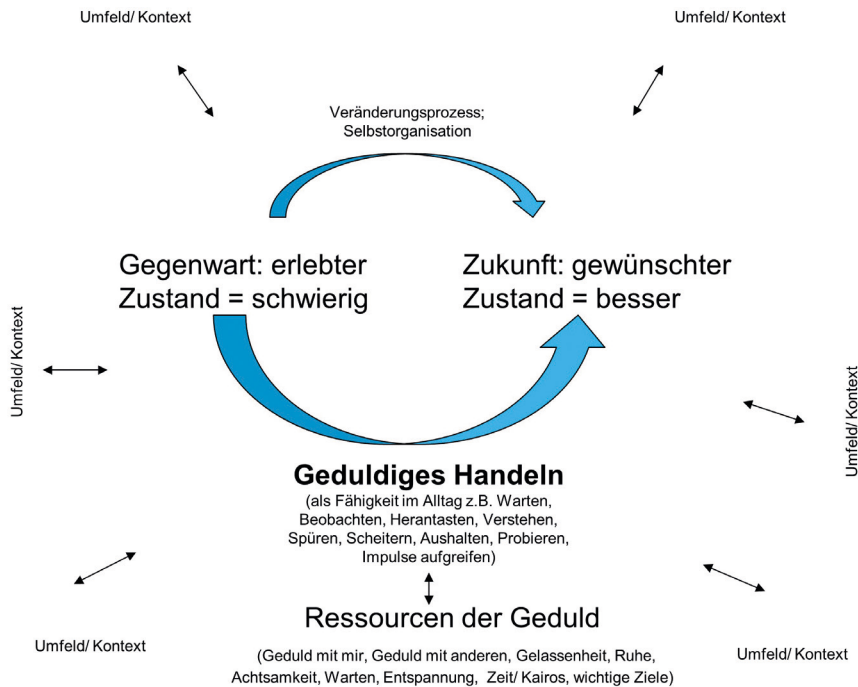 Umfeld/ Kontext
Umfeld/ Kontext
Veränderungsprozess;
Selbstorganisation
Gegenwart: erlebter
Zustand = schwierig
Zukunft: gewünschter
Zustand = besser
Umfeld/ Kontext
Umfeld/ Kontext
Geduldiges Handeln
(als Fähigkeit im Alltag z.B. Warten,
Beobachten, Herantasten, Verstehen,
Spüren, Scheitern, Aushalten, Probieren,
Impulse aufgreifen)
Ressourcen der Geduld
Umfeld/ Kontext
Umfeld/ Kontext
(Geduld mit mir, Geduld mit anderen, Gelassenheit, Ruhe,
Achtsamkeit, Warten, Entspannung, Zeit/ Kairos, wichtige Ziele)